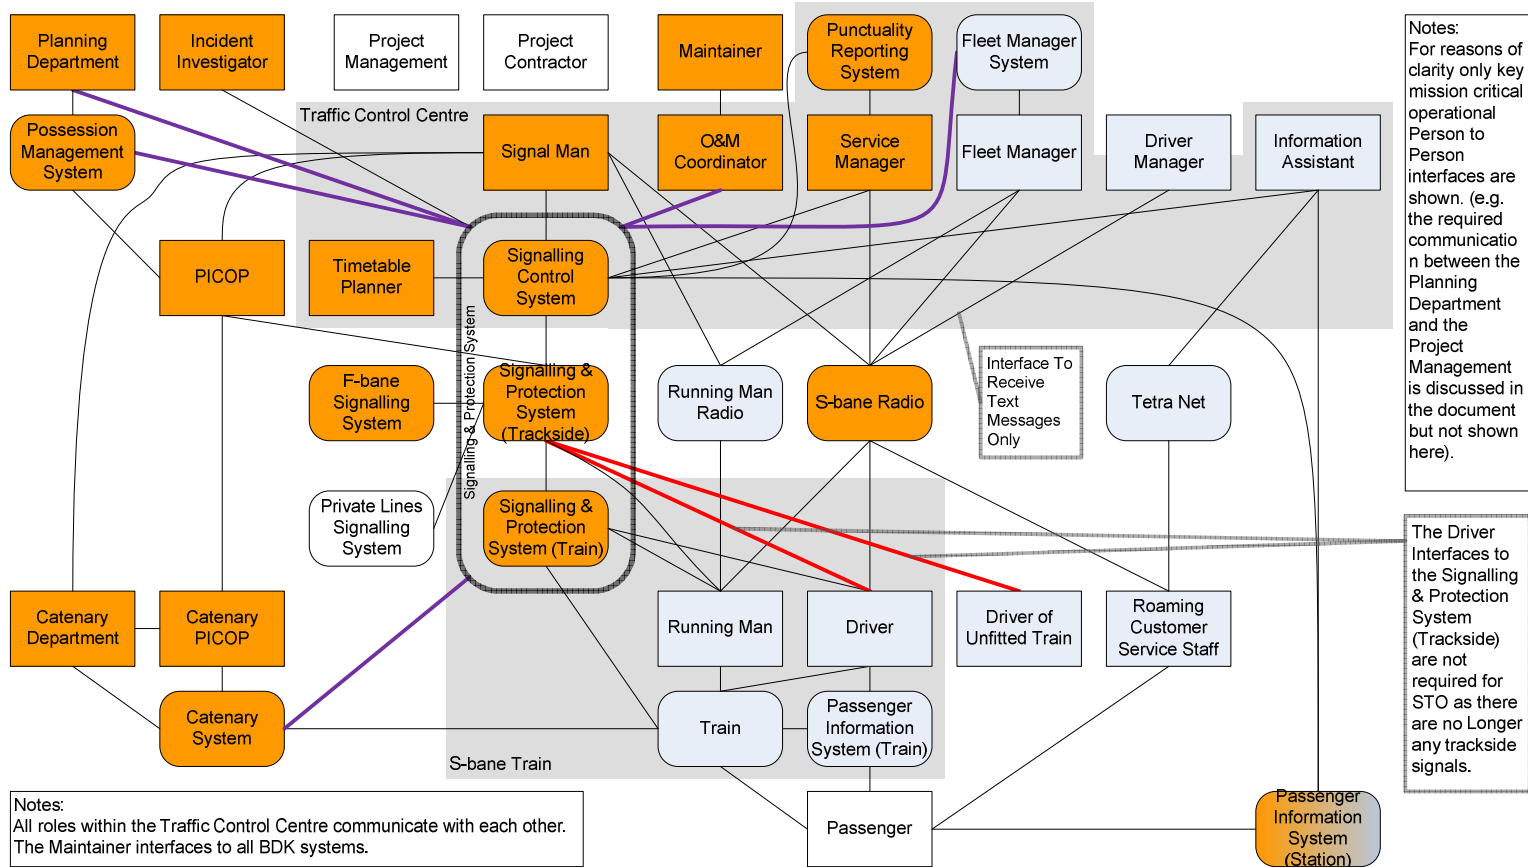 Planning
Department
Incident
Investigator
Project
Management
Project
Contractor
Maintainer
Punctuality
Reporting
System
Fleet Manager
System
Notes:
For reasons of
clarity only key
mission critical
operational
Person to
Person
interfaces are
shown. (e.g.
the required
communicatio
n between the
Planning
Department
and the
Project
Management
is discussed in
the document
but not shown
here).
Traffic Control Centre
Possession
Management
System
Signal Man
O&M
Coordinator
Service
Manager
Fleet Manager
Driver
Manager
Information
Assistant
PICOP
Timetable
Planner
Signalling
Control
System
Signalling & Protection System
F-bane
Signalling
System
Signalling &
Protection
System
(Trackside)
Running Man
Radio
S-bane Radio
Interface To
Receive
Text
Messages
Only
Tetra Net
Private Lines
Signalling
System
Signalling &
Protection
System (Train)
The Driver
Interfaces to
the Signalling
& Protection
System
(Trackside)
are not
required for
STO as there
are no Longer
any trackside
signals.
Catenary
Department
Catenary
PICOP
Running Man
Driver
Driver of
Unfitted Train
Roaming
Customer
Service Staff
Catenary
System
Train
Passenger
Information
System (Train)
S-bane Train
Notes:
All roles within the Traffic Control Centre communicate with each other.
The Maintainer interfaces to all BDK systems.
Passenger
Passenger
Information
System
(Station)